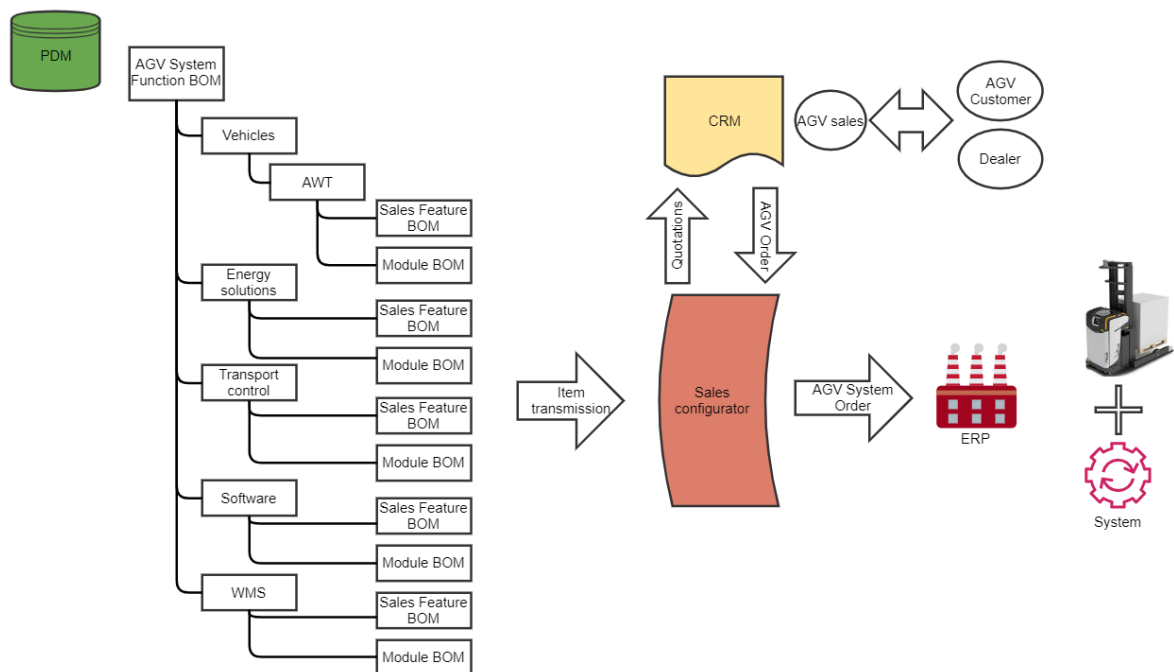 PDM
AGV System
Function BOM
Vehicles
AWT
Sales Feature
BOM
Module BOM
Energy
solutions
Sales Feature
BOM
Module BOM
Transport
control
Sales Feature
BOM
Module BOM
Software
Sales Feature
BOM
Module BOM
WMS
Sales Feature
BOM
Module BOM
Item
transmission
CRM
AGV sales
AGV
Customer
Dealer
Quotations
AGV Order
Sales
configurator
AGV System
Order
ERP
System